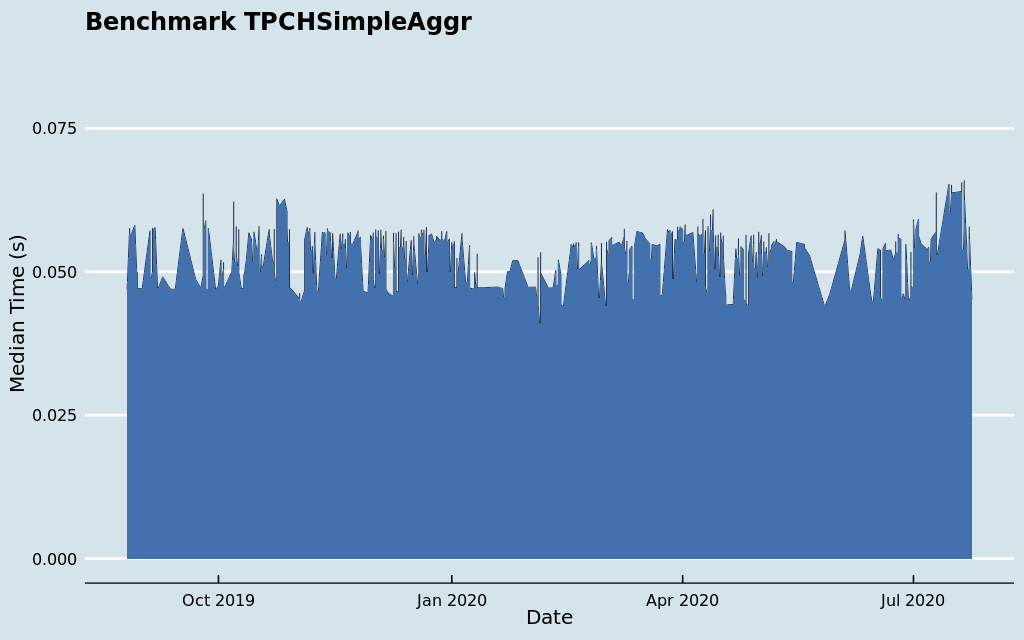 Benchmark TPCHSimpleAggr
Median Time (s)
0.075
0.050
0.025
0.000
Oct 2019
Jan 2020
Apr 2020
Jul 2020
Date